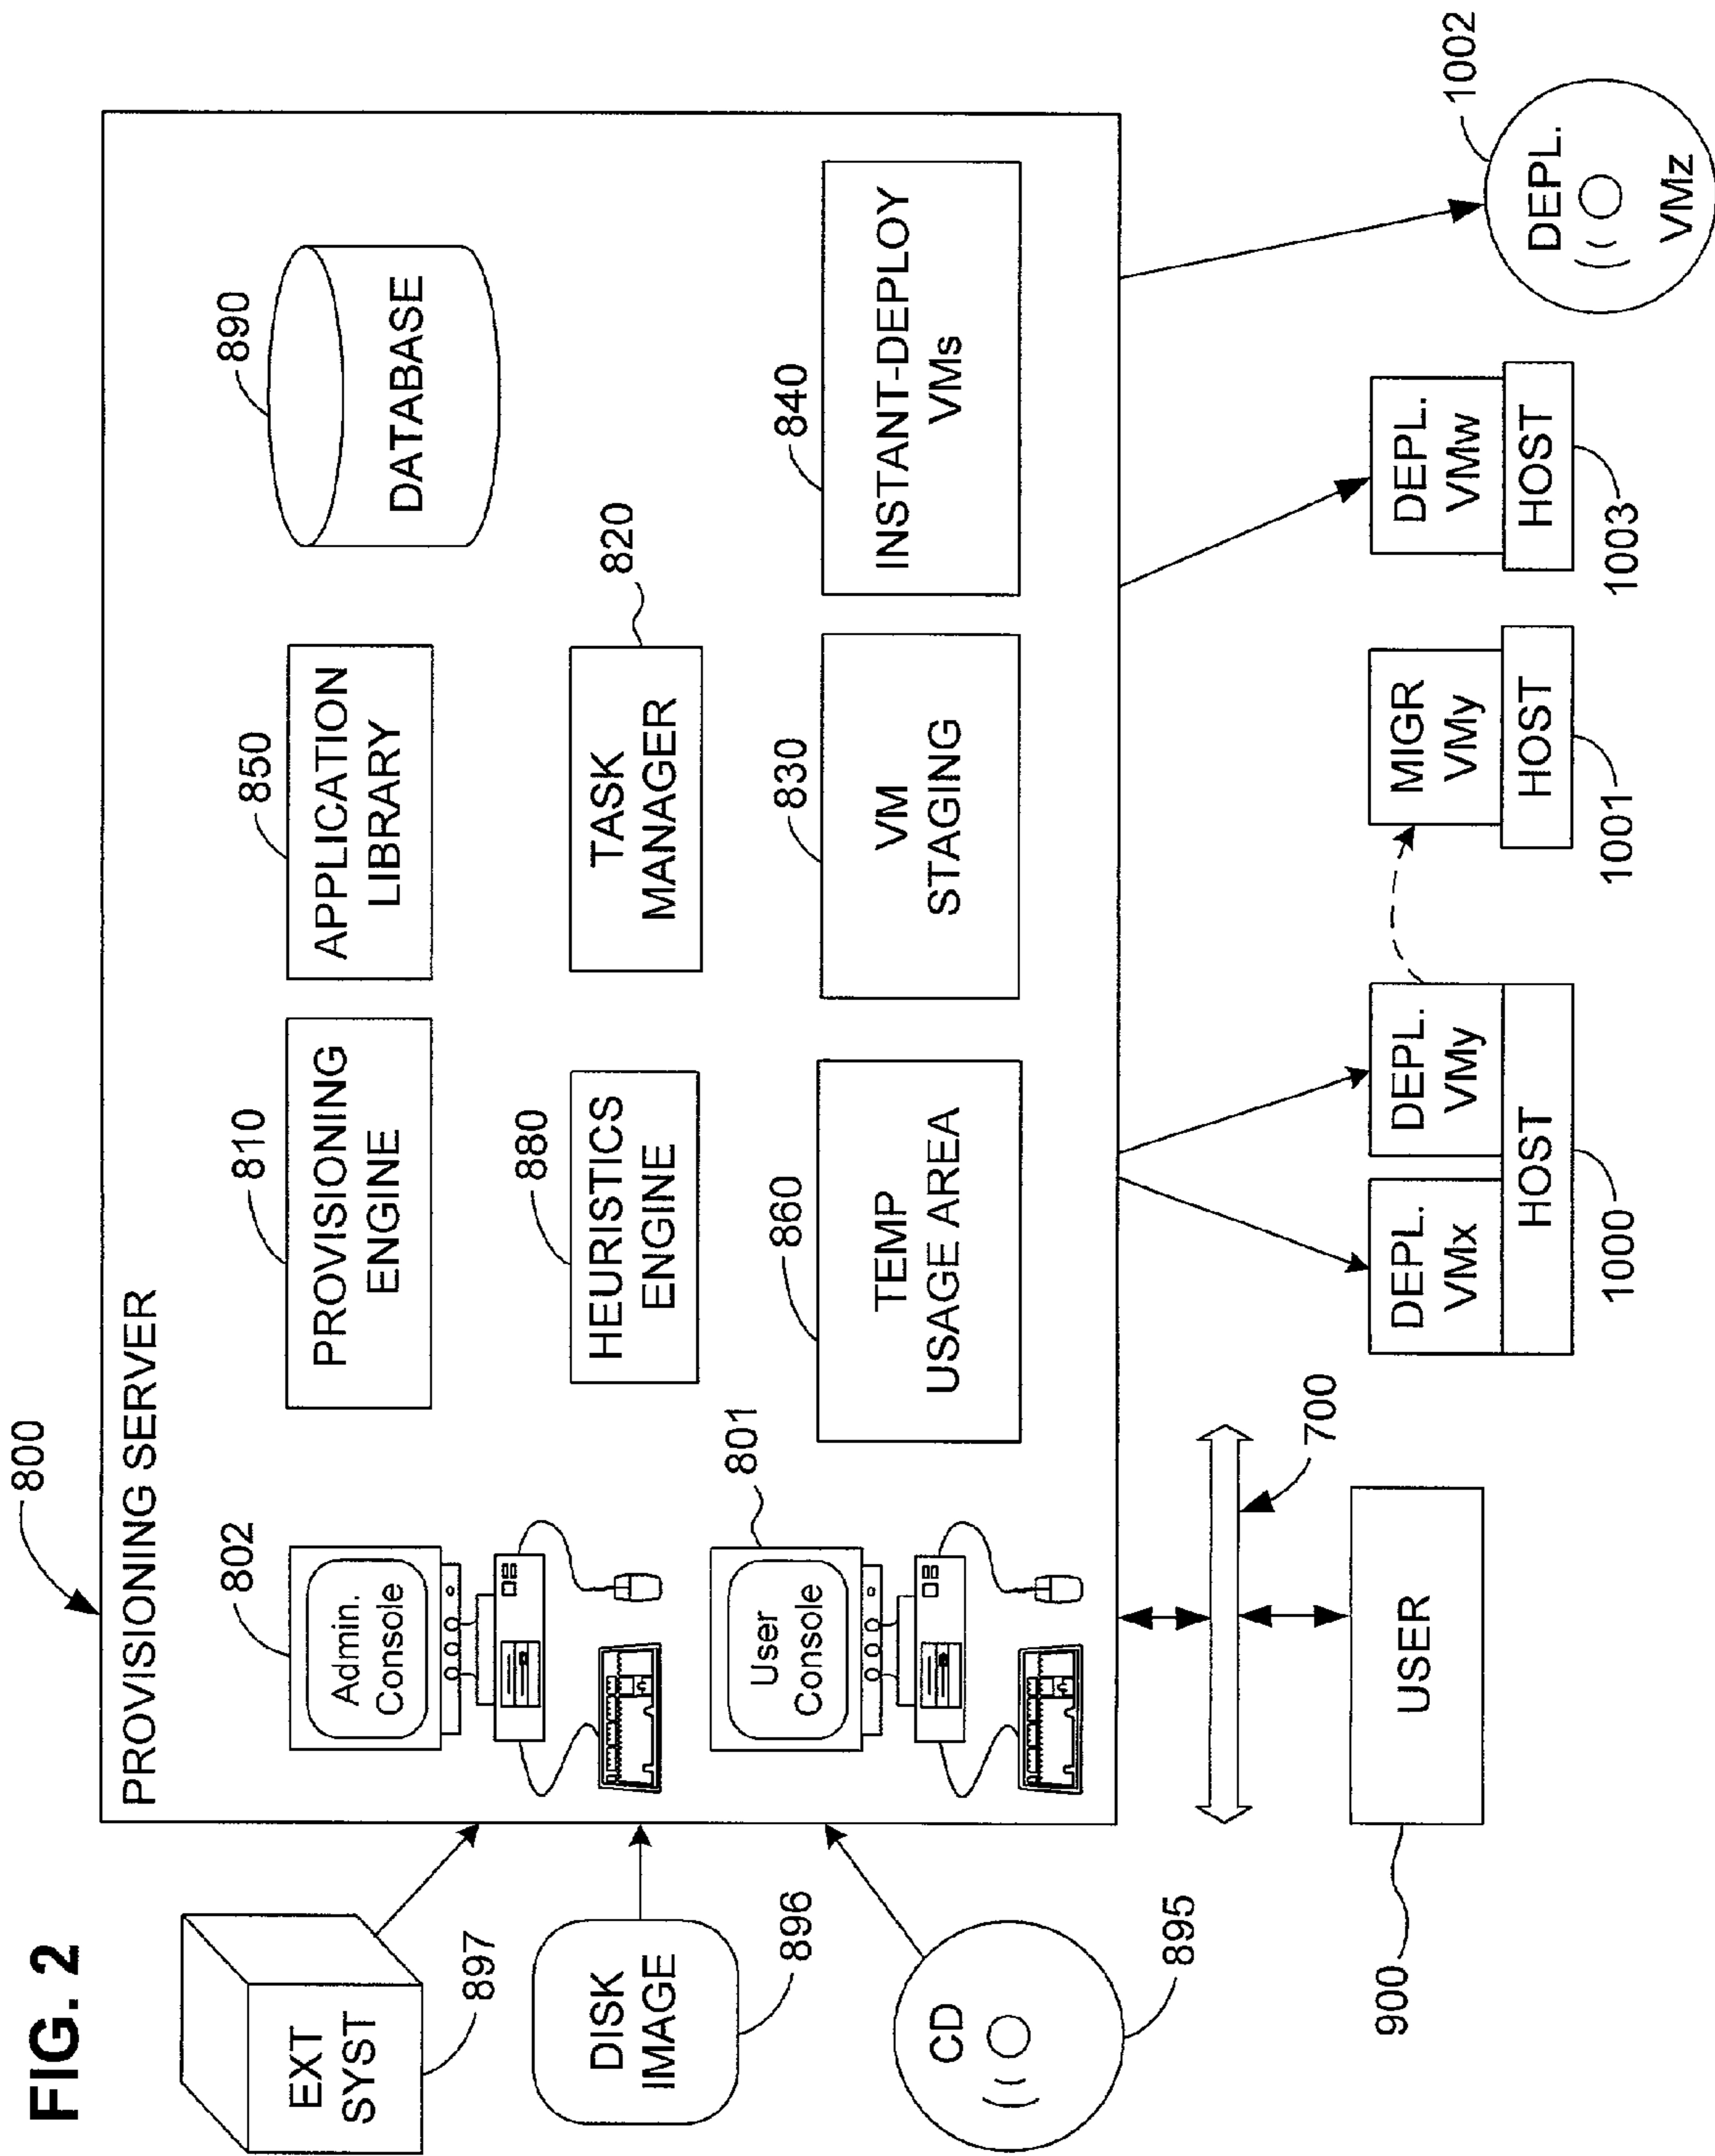 FIG. 2
800
PROVISIONING SERVER
EXT
SYST
897
DISK
IMAGE
896
CD
895
802
Admin.
Console
801
User
Console
810
PROVISIONING
ENGINE
850
APPLICATION
LIBRARY
890
DATABASE
880
HEURISTICS
ENGINE
TASK
MANAGER
820
860
TEMP
USAGE AREA
830
VM
STAGING
840
INSTANT-DEPLOY
VMs
700
900
USER
DEPL.
VMx
DEPL.
VMy
HOST
1000
MIGR
VMy
HOST
1001
DEPL.
VMw
HOST
1003
1002
DEPL.
VMz